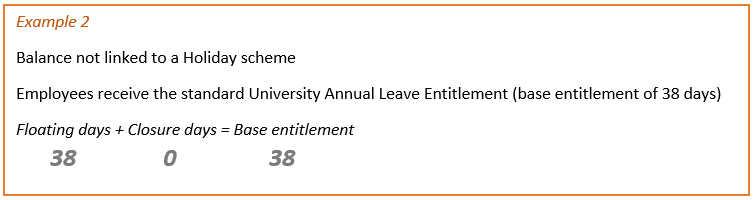 Example 2
Balance not linked to a Holiday scheme
Employees receive the standard University Annual Leave Entitlement (base entitlement of 38 days)
Floating days + Closure days = Base entitlement
38 0 38